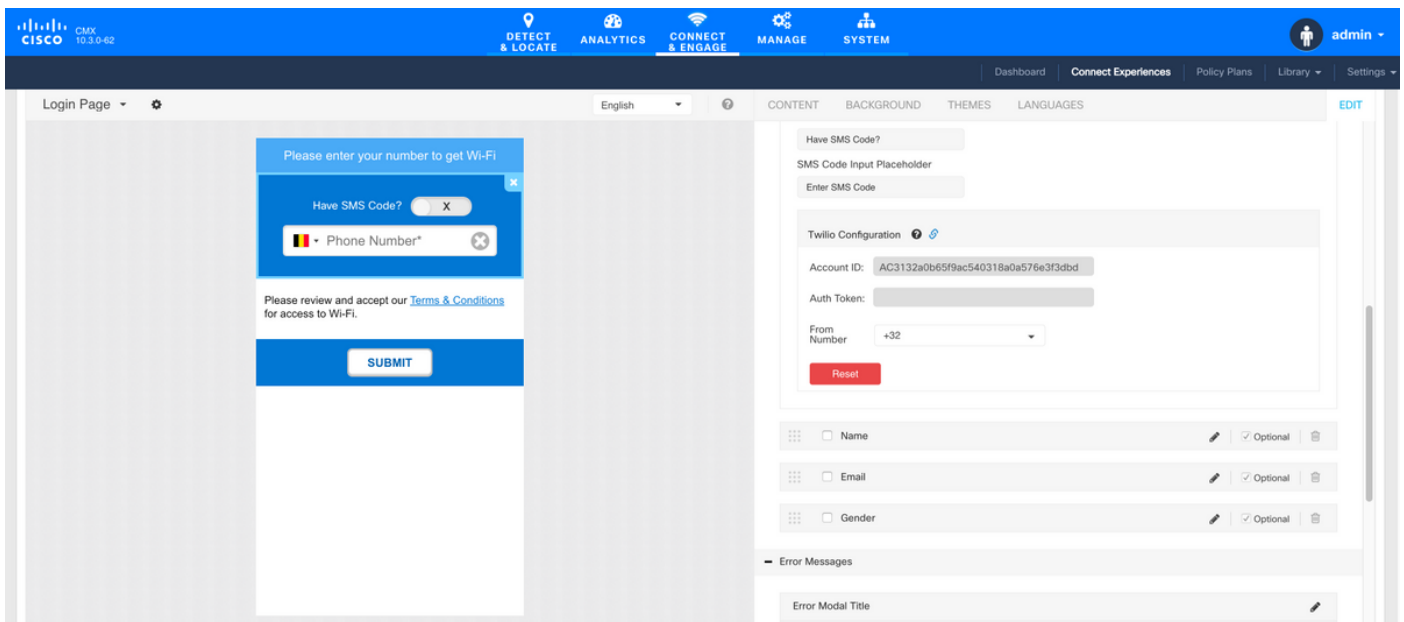 CISCO CMX 10.3.0-62
DETECT & LOCATE
ANALYTICS
CONNECT & ENGAGE
MANAGE
SYSTEM
admin
Dashboard
Connect Experiences
Policy Plans
Library
Settings
Login Page
English
CONTENT
BACKGROUND
THEMES
LANGUAGES
EDIT
Please enter your number to get Wi-Fi
Have SMS Code? X
Phone Number*
Please review and accept our Terms & Conditions
for access to Wi-Fi.
SUBMIT
Have SMS Code?
SMS Code Input Placeholder
Enter SMS Code
Twilio Configuration
Account ID: AC3132a0b65f9ac540318a0a576e3f3dbd
Auth Token:
From Number +32
Reset
Name Optional
Email Optional
Gender Optional
Error Messages
Error Modal Title